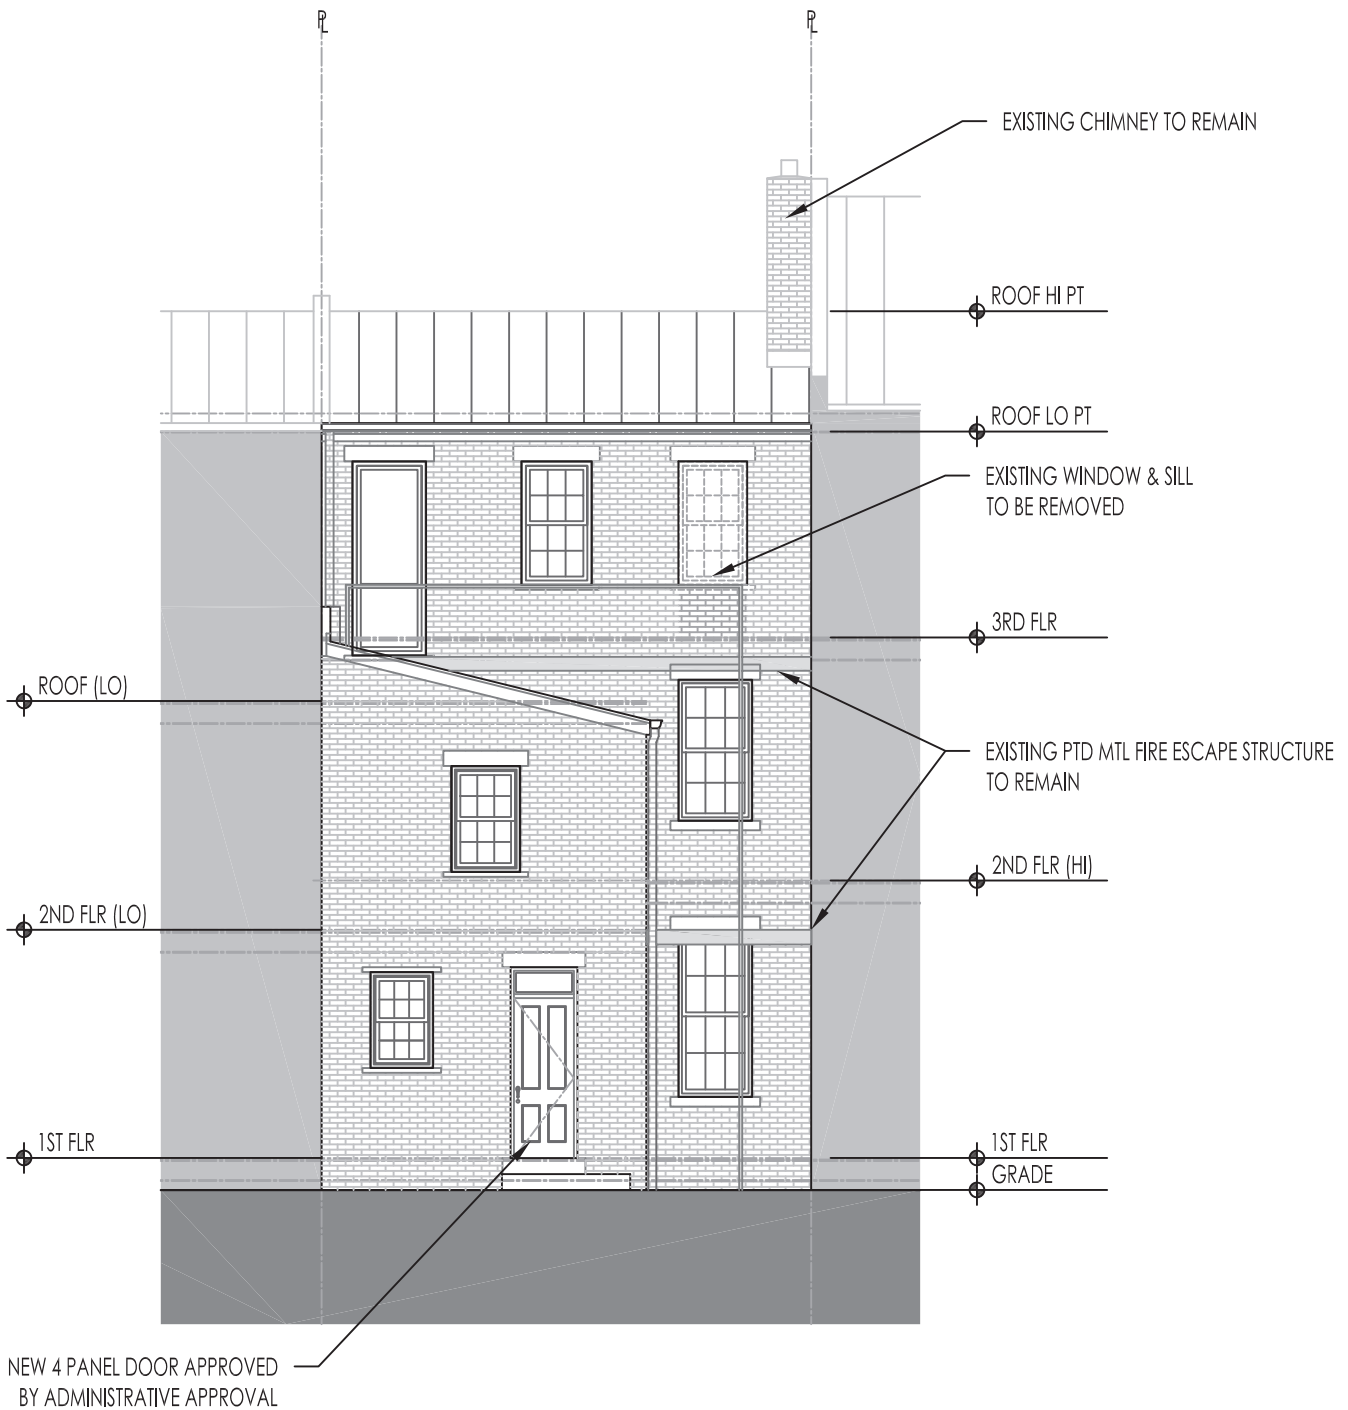 PL
PL
EXISTING CHIMNEY TO REMAIN
ROOF HI PT
ROOF LO PT
EXISTING WINDOW & SILL
TO BE REMOVED
3RD FLR
ROOF (LO)
EXISTING PTD MTL FIRE ESCAPE STRUCTURE
TO REMAIN
2ND FLR (HI)
2ND FLR (LO)
1ST FLR
1ST FLR
GRADE
NEW 4 PANEL DOOR APPROVED
BY ADMINISTRATIVE APPROVAL